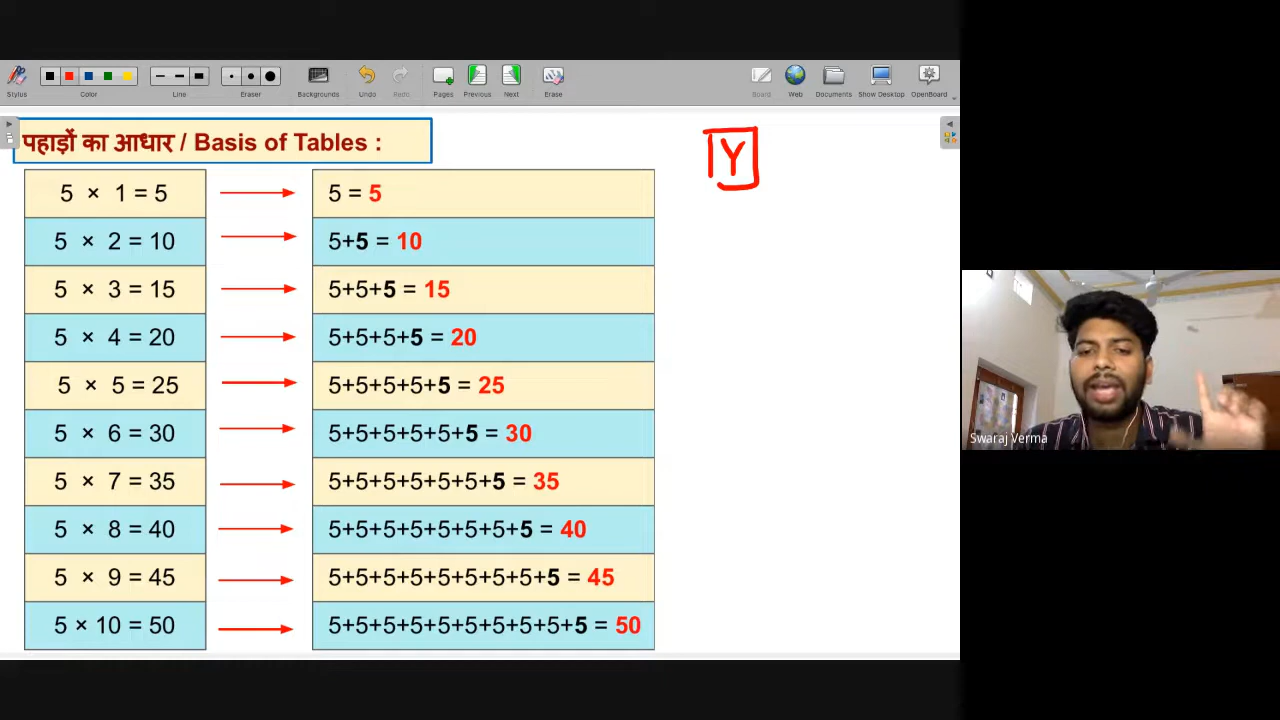 Stylus
Color
Line
Eraser
Backgrounds
Undo
Redo
Pages
Previous
Next
Erase
Board
Web
Documents
Show Desktop
OpenBoard
पहाड़ों का आधार / Basis of Tables :
Y
5 × 1 = 5
5 = 5
5 × 2 = 10
5+5 = 10
5 × 3 = 15
5+5+5 = 15
5 × 4 = 20
5+5+5+5 = 20
5 × 5 = 25
5+5+5+5+5 = 25
5 × 6 = 30
5+5+5+5+5+5 = 30
5 × 7 = 35
5+5+5+5+5+5+5 = 35
5 × 8 = 40
5+5+5+5+5+5+5+5 = 40
5 × 9 = 45
5+5+5+5+5+5+5+5+5 = 45
5 × 10 = 50
5+5+5+5+5+5+5+5+5+5 = 50
Swaraj Verma